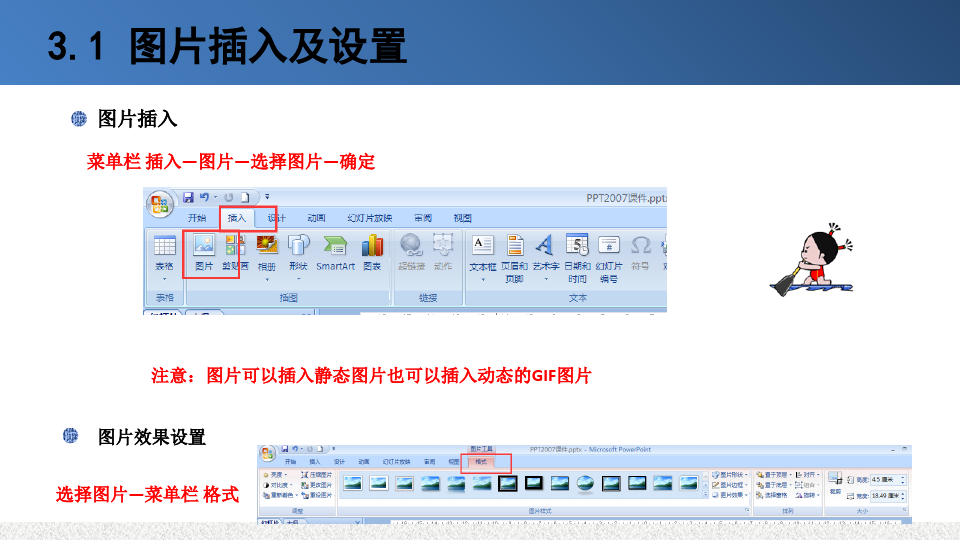 3.1 图片插入及设置
图片插入
菜单栏 插入—图片—选择图片—确定
PPT2007课件.pptx
开始 插入 设计 动画 幻灯片放映 审阅 视图
表格 图片 剪贴画 相册 形状 SmartArt 图表 超链接 动作 文本框 页眉和页脚 艺术字 日期和时间 幻灯片编号 符号
表格 插图 链接 文本
注意：图片可以插入静态图片也可以插入动态的GIF图片
图片效果设置
图片工具 PPT2007课件.pptx - Microsoft PowerPoint
开始 插入 设计 动画 幻灯片放映 审阅 视图 格式
亮度 压缩图片 图片形状 置于顶层 对齐 高度: 4.5 厘米
对比度 更改图片 图片边框 置于底层 组合 裁剪
重新着色 重设图片 图片效果 选择窗格 旋转 宽度: 18.49 厘米
调整 图片样式 排列 大小
选择图片—菜单栏 格式